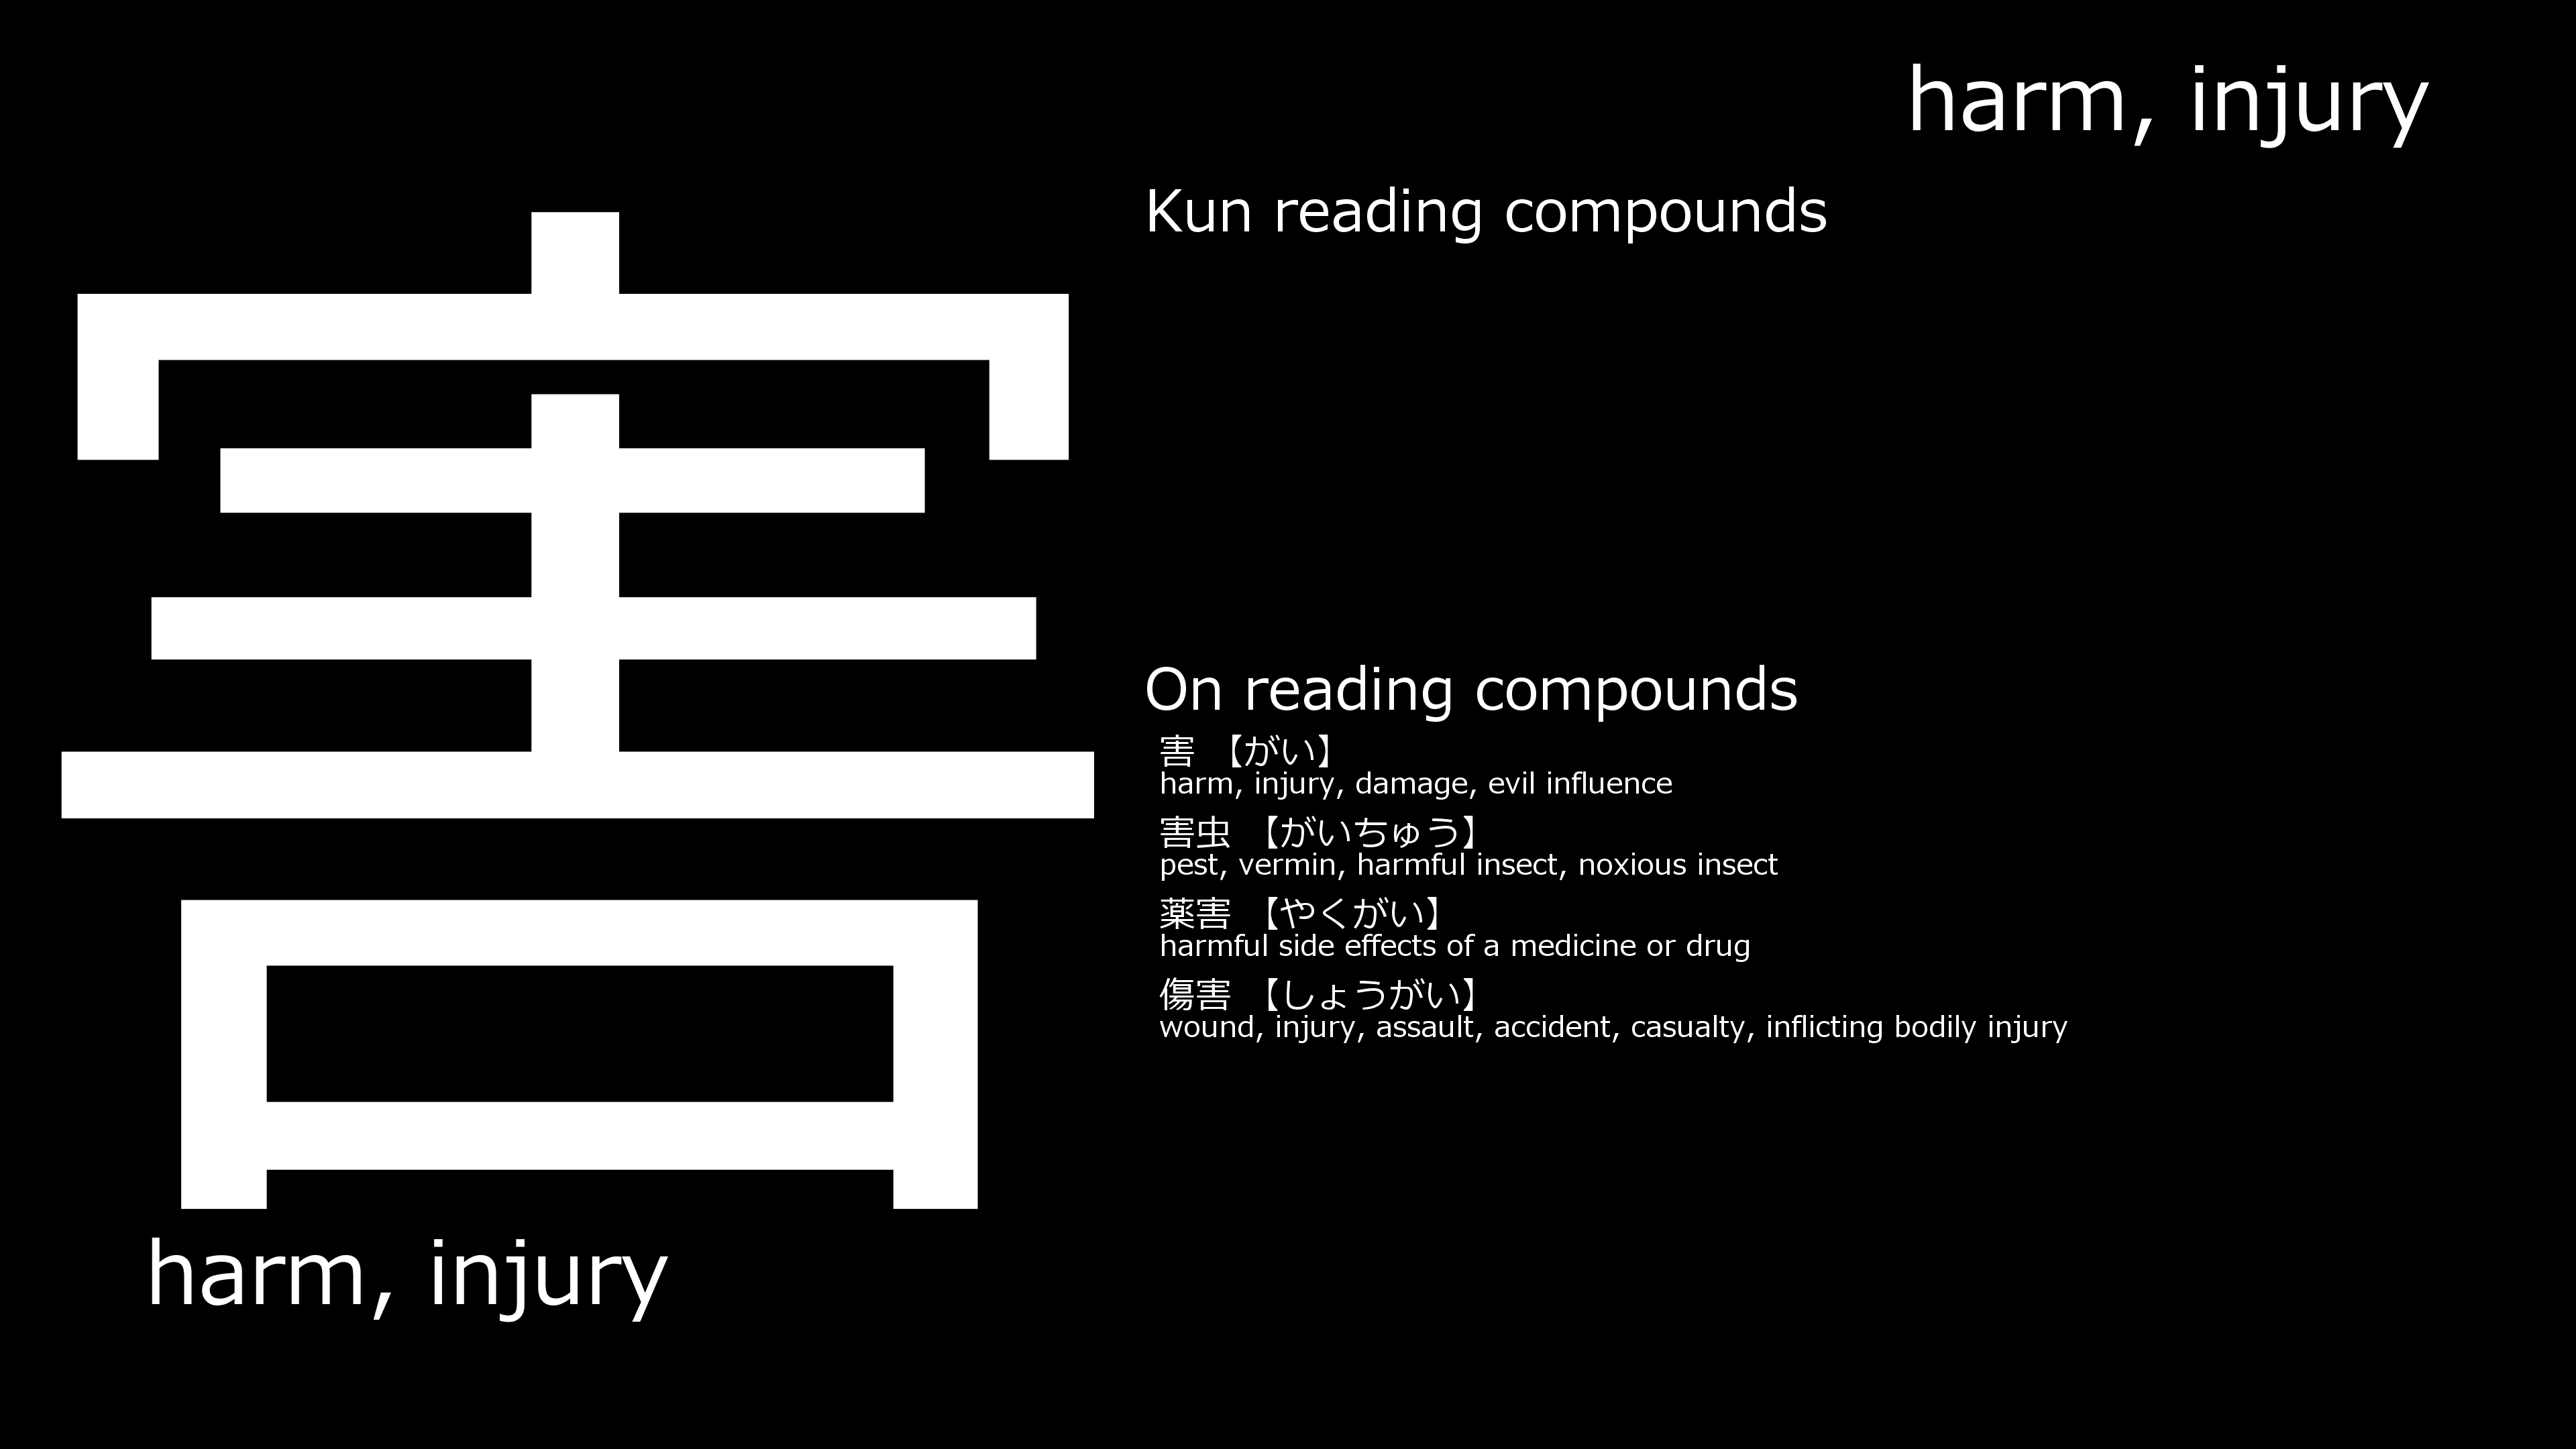 害
harm, injury
harm, injury
Kun reading compounds
On reading compounds
害 【がい】
harm, injury, damage, evil influence
害虫 【がいちゅう】
pest, vermin, harmful insect, noxious insect
薬害 【やくがい】
harmful side effects of a medicine or drug
傷害 【しょうがい】
wound, injury, assault, accident, casualty, inflicting bodily injury